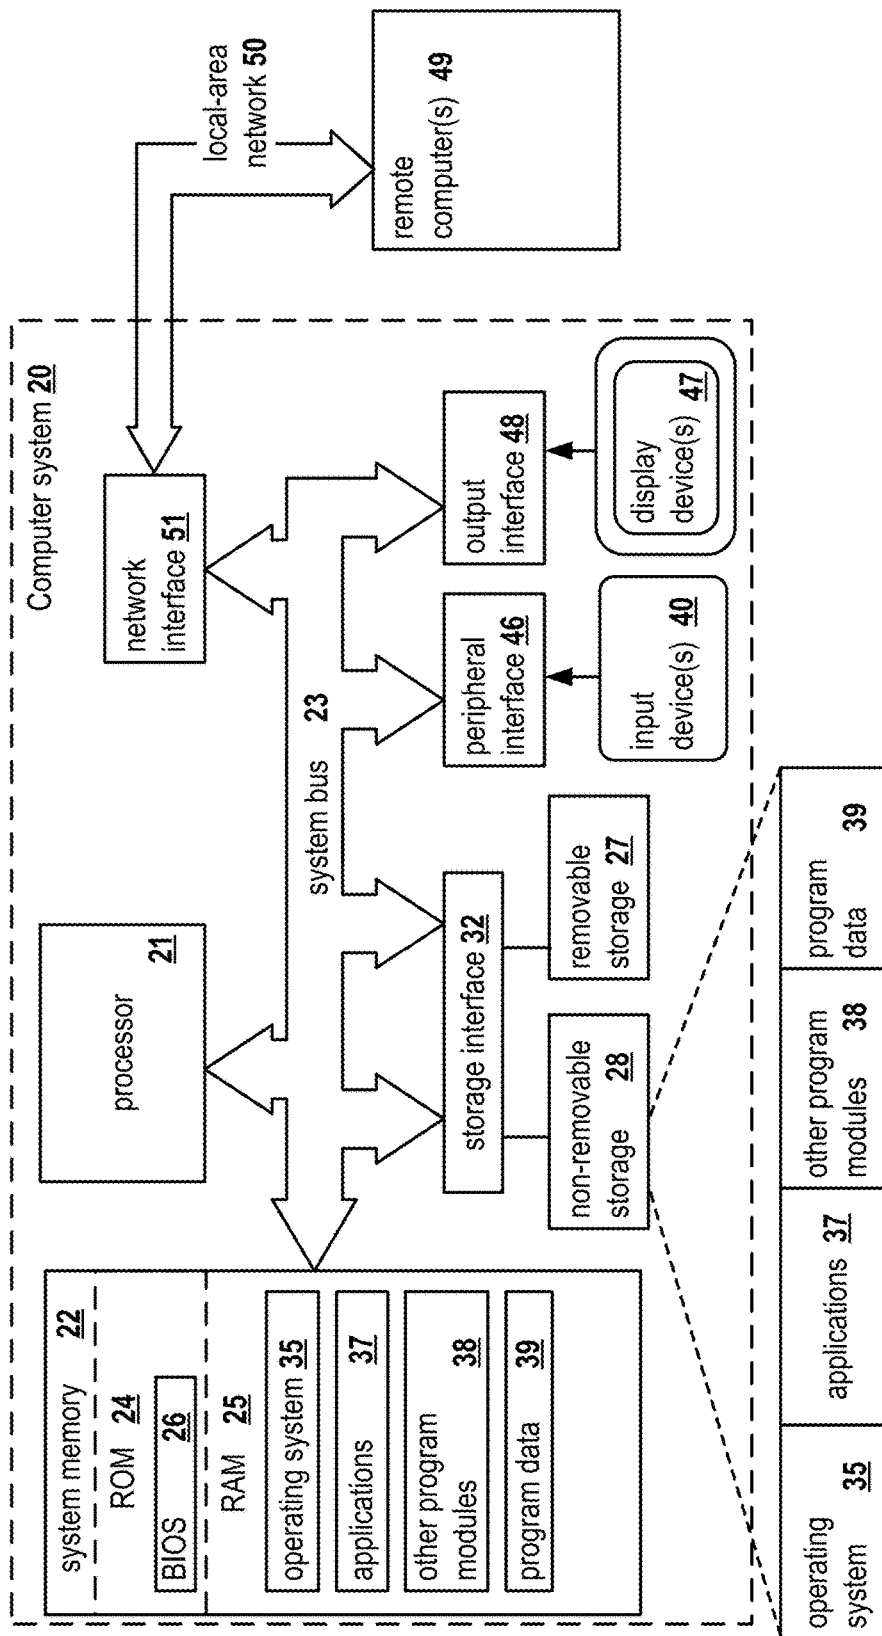 Computer system 20
system memory 22
ROM 24
BIOS 26
RAM 25
operating system 35
applications 37
other program
modules 38
program data 39
processor
21
system bus 23
network
interface 51
local-area
network 50
remote
computer(s) 49
storage interface 32
non-removable
storage 28
removable
storage 27
peripheral
interface 46
input
device(s) 40
output
interface 48
display
device(s) 47
operating
system 35
applications 37
other program
modules 38
program
data 39